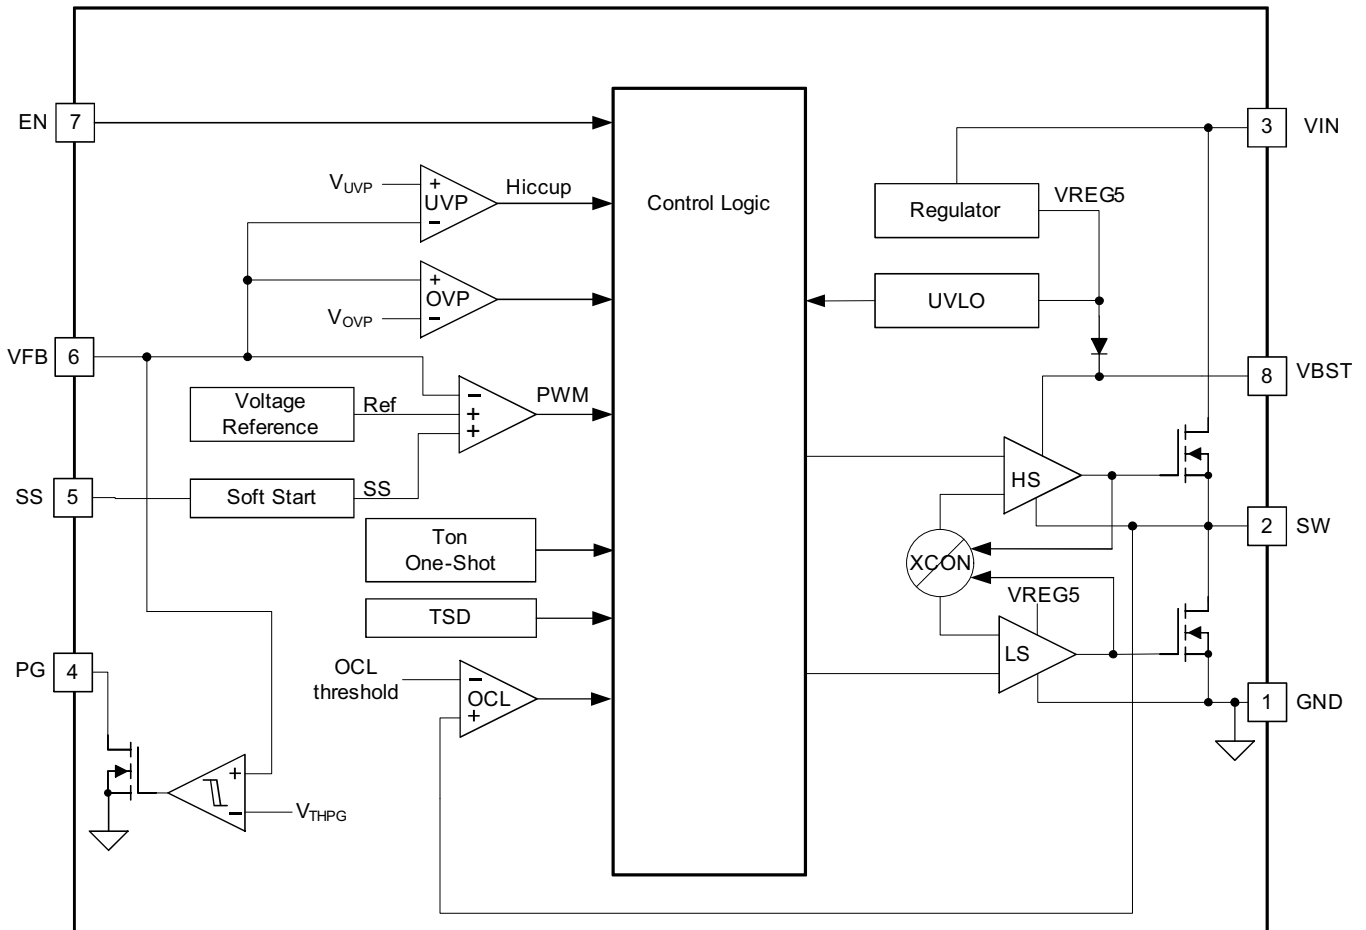 EN
7
3
VIN
VUVP
+
UVP
−
Hiccup
Control Logic
Regulator
VREG5
+
OVP
−
VOVP
UVLO
VFB
6
8
VBST
Voltage
Reference
Ref
−
+
+
PWM
SS
5
Soft Start
SS
HS
2
SW
Ton
One-Shot
XCON
TSD
VREG5
LS
PG
4
OCL
threshold
−
OCL
+
1
GND
+
−
VTHPG